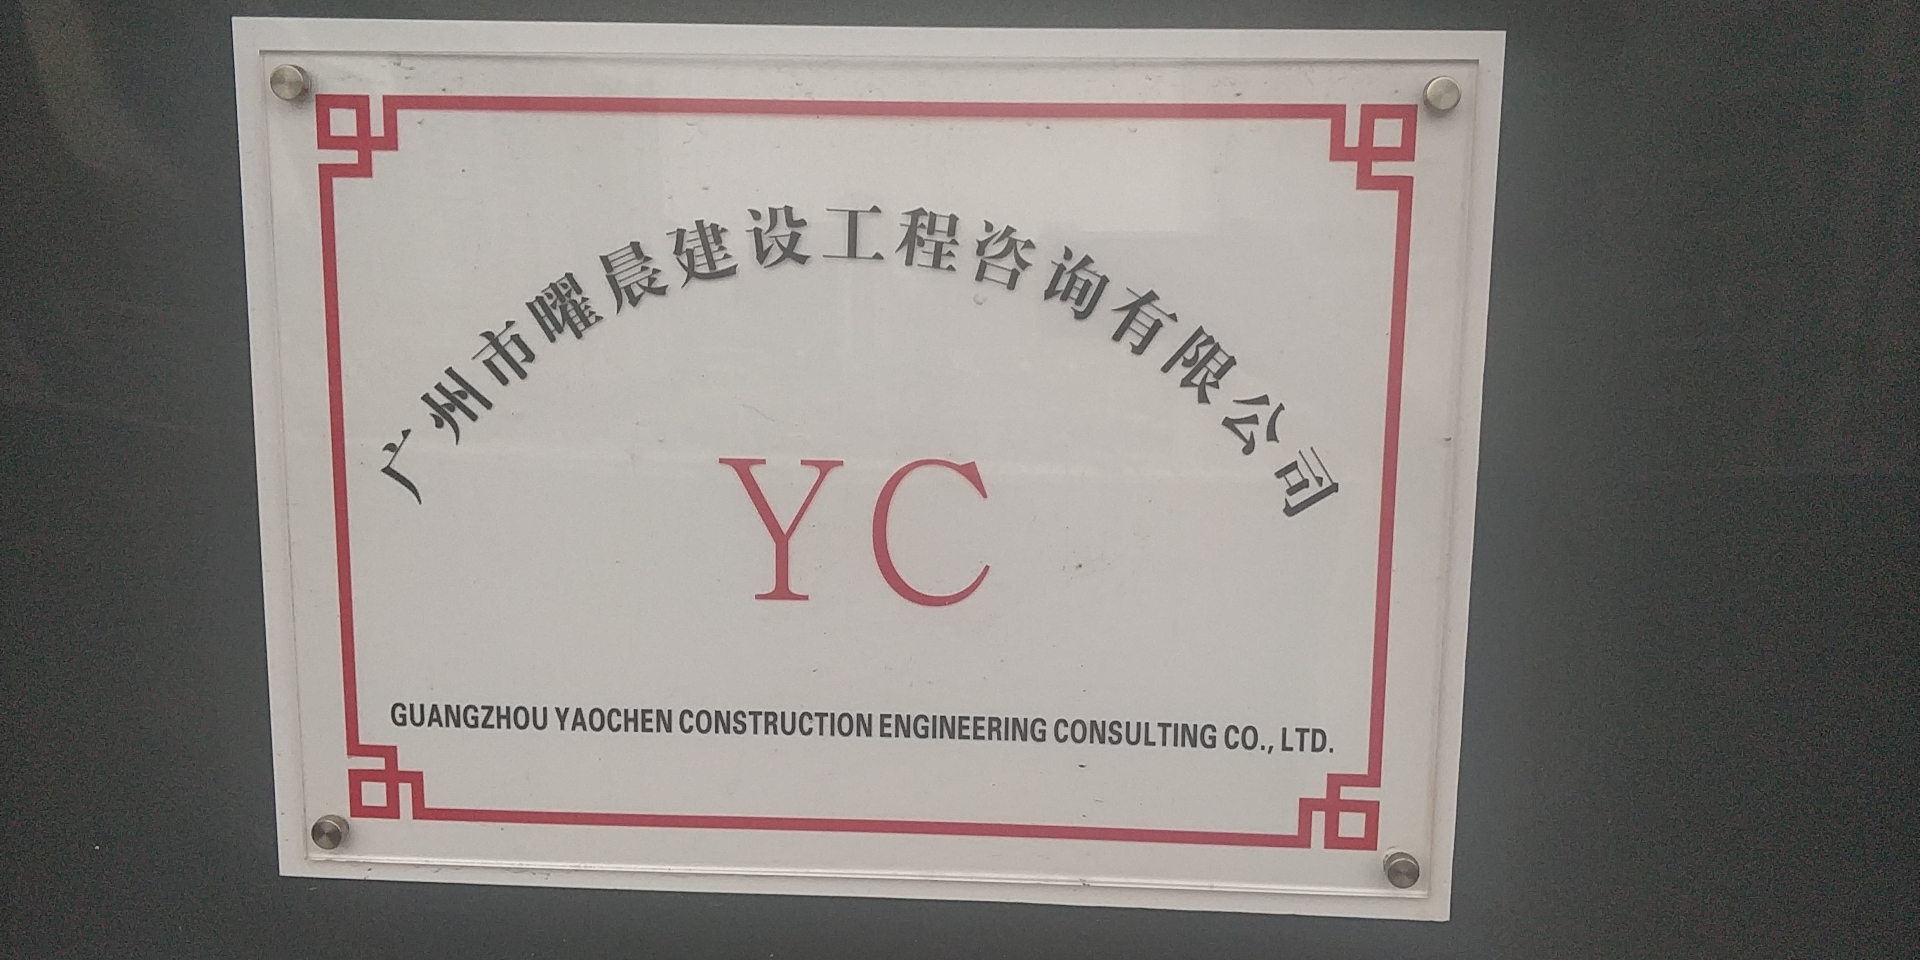 广州市曜晨建设工程咨询有限公司
YC
GUANGZHOU YAOCHEN CONSTRUCTION ENGINEERING CONSULTING CO., LTD.